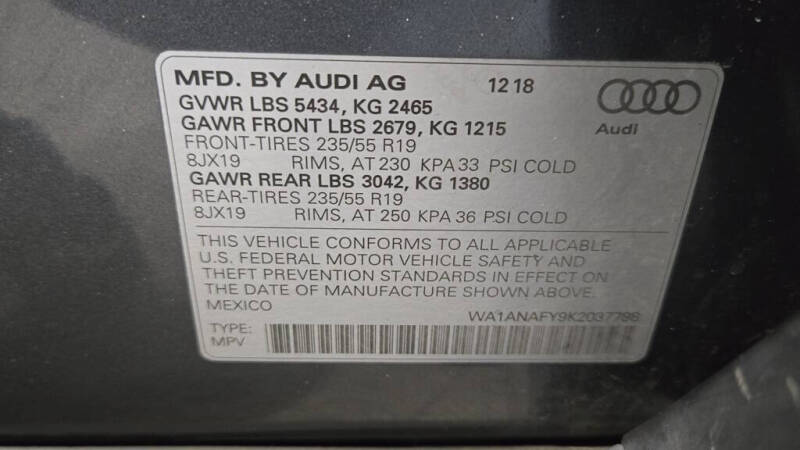 MFD. BY AUDI AG 12 18
GVWR LBS 5434, KG 2465
GAWR FRONT LBS 2679, KG 1215
FRONT-TIRES 235/55 R19
8JX19 RIMS, AT 230 KPA 33 PSI COLD
GAWR REAR LBS 3042, KG 1380
REAR-TIRES 235/55 R19
8JX19 RIMS, AT 250 KPA 36 PSI COLD
Audi
THIS VEHICLE CONFORMS TO ALL APPLICABLE
U.S. FEDERAL MOTOR VEHICLE SAFETY AND
THEFT PREVENTION STANDARDS IN EFFECT ON
THE DATE OF MANUFACTURE SHOWN ABOVE.
MEXICO
WA1ANAFY9K2037798
TYPE:
MPV